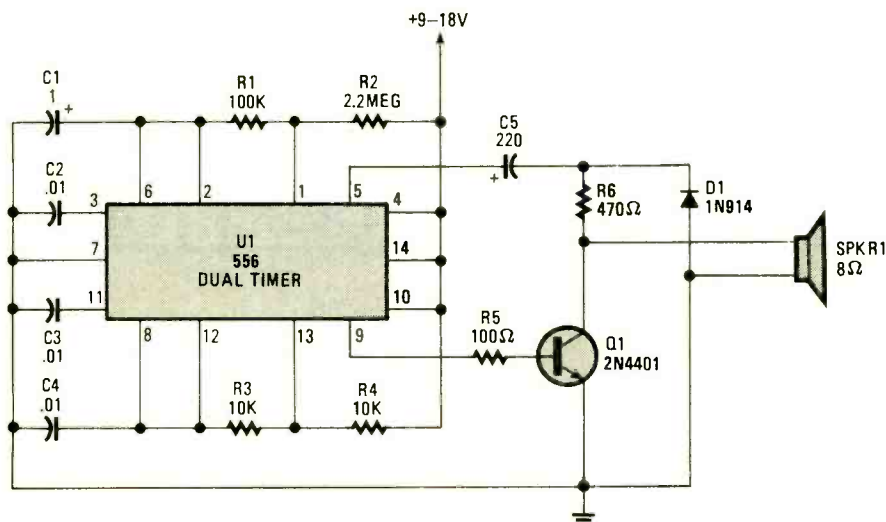 +9–18V
C1
1
+
R1
100K
R2
2.2MEG
C5
220
+
C2
.01
3
6
2
1
5
4
R6
470Ω
D1
1N914
7
U1
556
DUAL TIMER
14
SPKR1
8Ω
11
10
C3
.01
8
12
13
9
R5
100Ω
Q1
2N4401
C4
.01
R3
10K
R4
10K